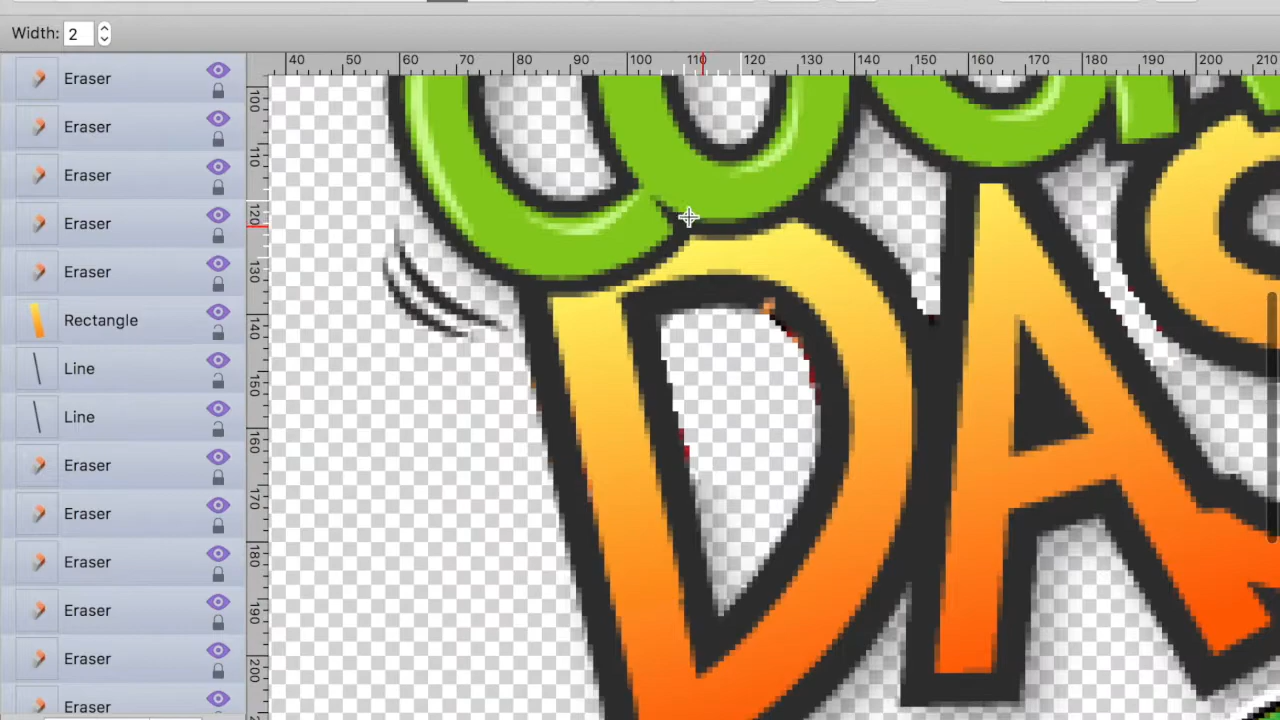 Width: 2
40 50 60 70 80 90 100 110 120 130 140 150 160 170 180 190 200 210
Eraser
Eraser
Eraser
Eraser
Eraser
Rectangle
Line
Line
Eraser
Eraser
Eraser
Eraser
Eraser
Eraser
100
110
120
130
140
150
160
170
180
190
200
DAS